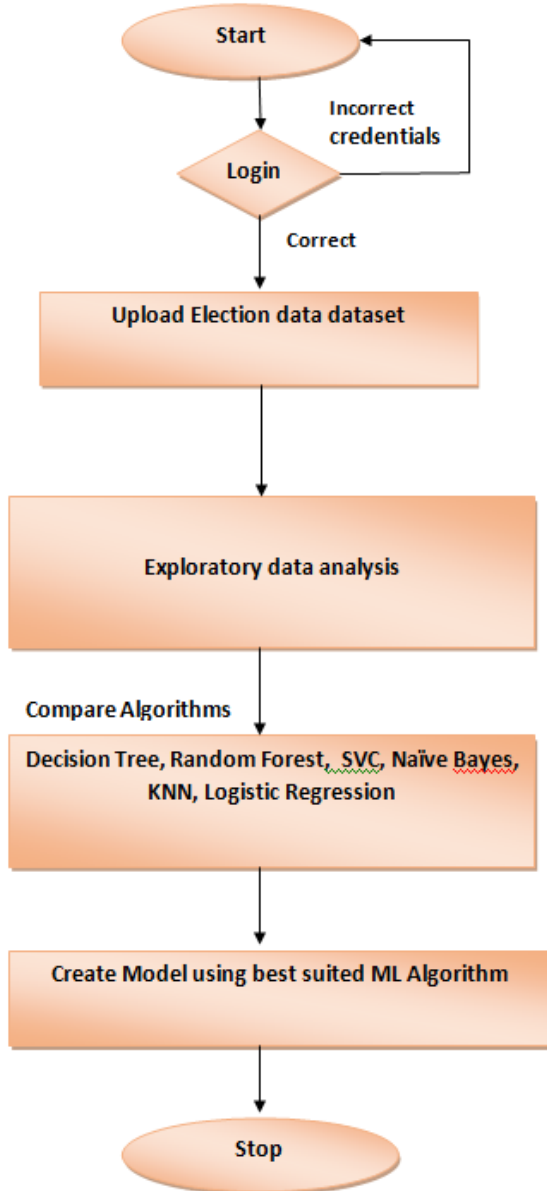 Start
Incorrect
credentials
Login
Correct
Upload Election data dataset
Exploratory data analysis
Compare Algorithms
Decision Tree, Random Forest, SVC, Naïve Bayes,
KNN, Logistic Regression
Create Model using best suited ML Algorithm
Stop